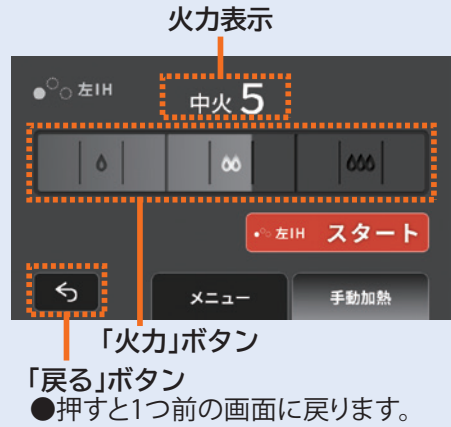 火力表示
左IH
中火 5
左IH スタート
メニュー
手動加熱
「火力」ボタン
「戻る」ボタン
●押すと1つ前の画面に戻ります。